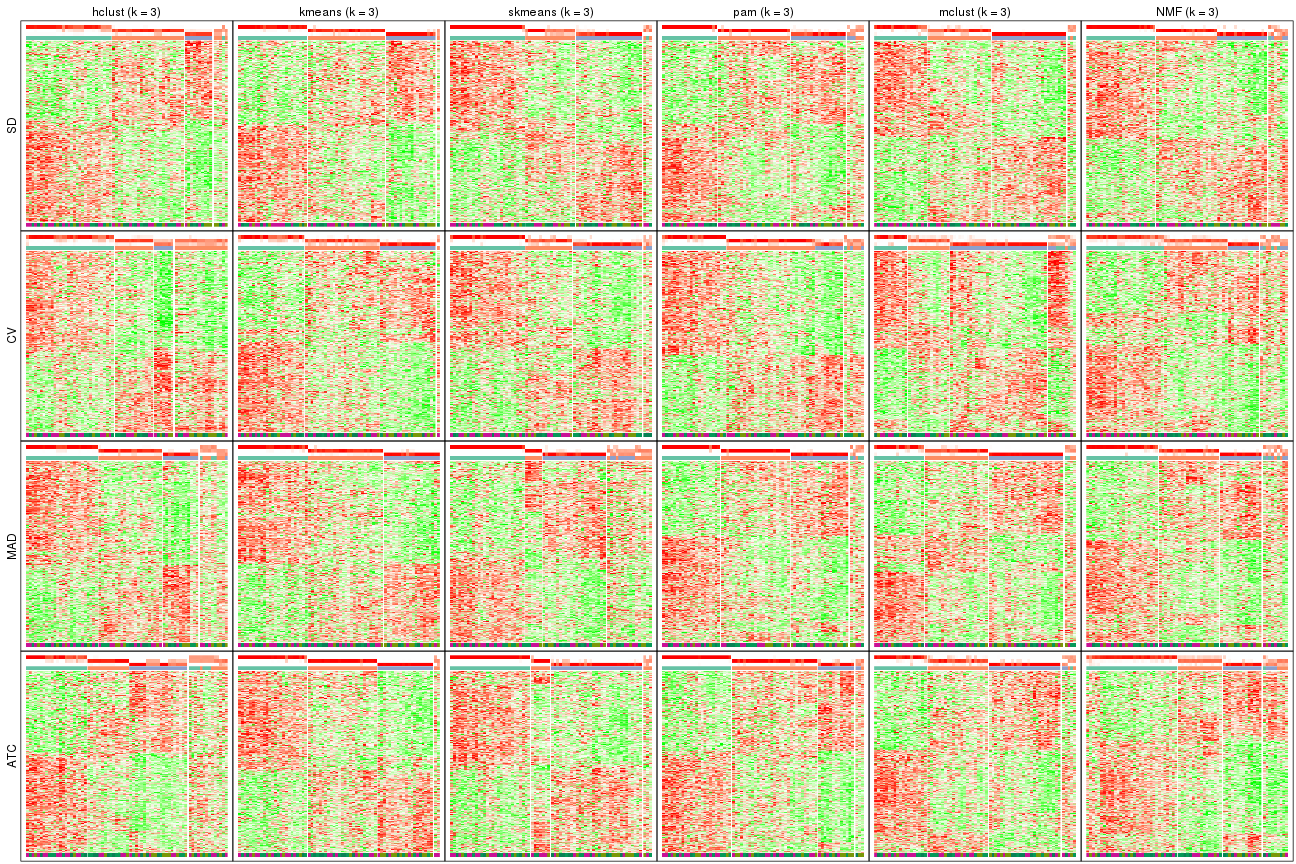 hclust (k = 3)
kmeans (k = 3)
skmeans (k = 3)
pam (k = 3)
mclust (k = 3)
NMF (k = 3)
SD
CV
MAD
ATC